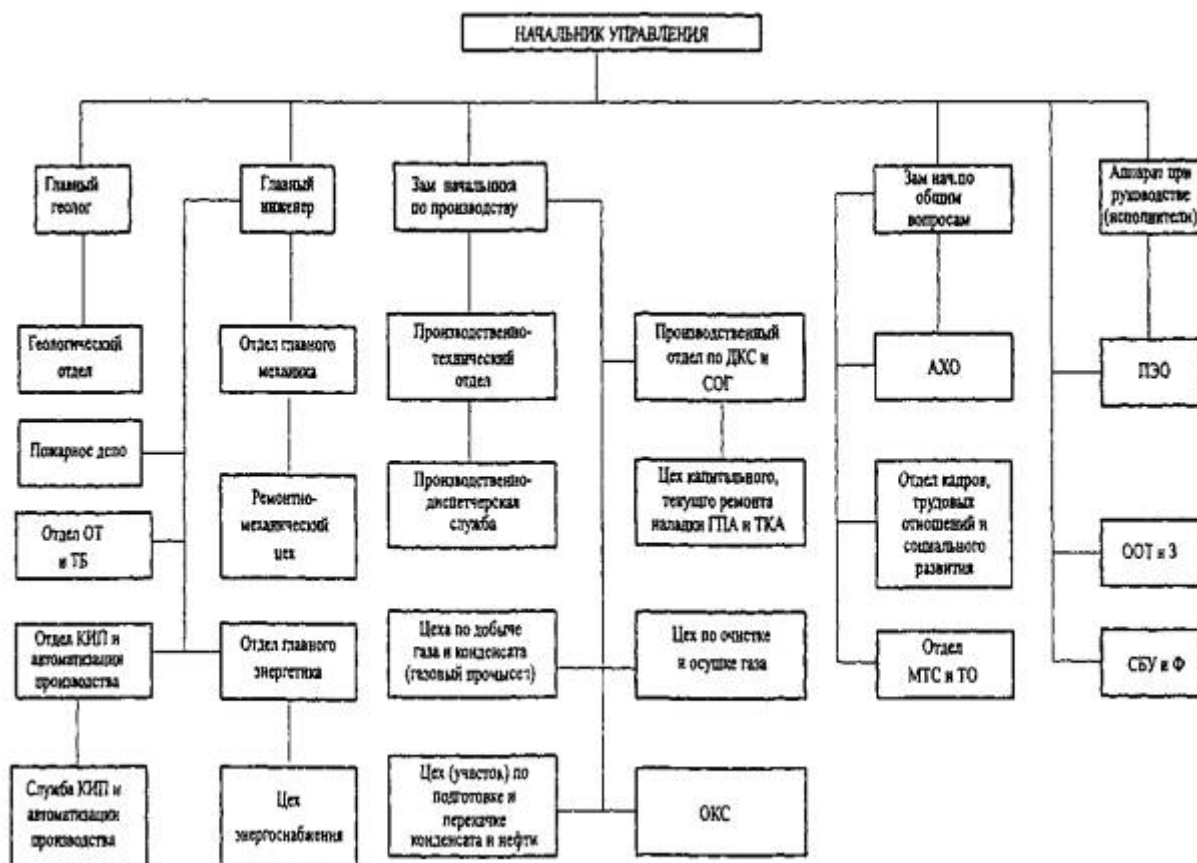 НАЧАЛЬНИК УПРАВЛЕНИЯ
Главный
геолог
Главный
инженер
Зам начальника
по производству
Зам нач.по
общим
вопросам
Аппарат при
руководстве
(исполнители)
Геологический
отдел
Отдел главного
механика
Производственно-
технический
отдел
Производственный
отдел по ДКС и
СОГ
АХО
ПЭО
Пожарное депо
Ремонтно-
механический
цех
Производственно-
диспетчерская
служба
Цех капитального,
текущго ремонта
наладки ГПА и ТКА
Отдел кадров,
трудовых
отношений и
социального
развития
Отдел ОТ
и ТБ
ООТ и З
Отдел КИП и
автоматизации
производства
Отдел главного
энергетика
Цеха по добыче
газа и конденсата
(газовый прочысел)
Цех по очистке
и осушке газа
Отдел
МТС и ТО
СБУ и Ф
Служба КИП и
автоматизации
производства
Цех
энергоснабжения
Цех (участок) по
подготовке и
перекачке
конденсата и нефти
ОКС